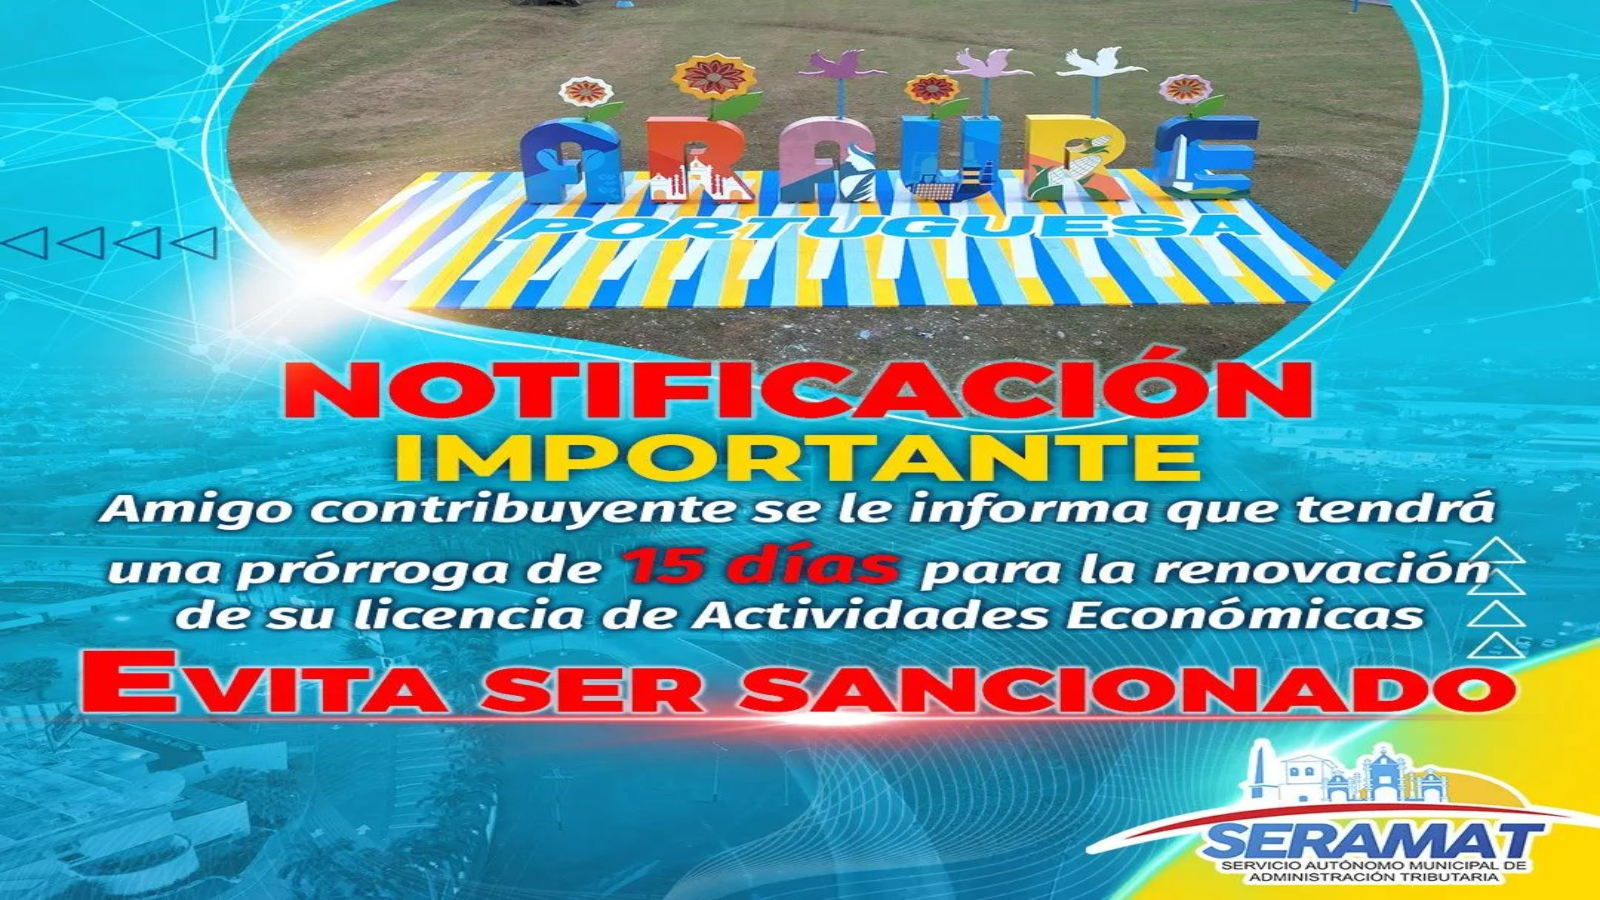 ARAURE
PORTUGUESA
NOTIFICACIÓN
IMPORTANTE
Amigo contribuyente se le informa que tendrá
una prórroga de 15 días para la renovación
de su licencia de Actividades Económicas
EVITA SER SANCIONADO
SERAMAT
SERVICIO AUTÓNOMO MUNICIPAL DE
ADMINISTRACIÓN TRIBUTARIA